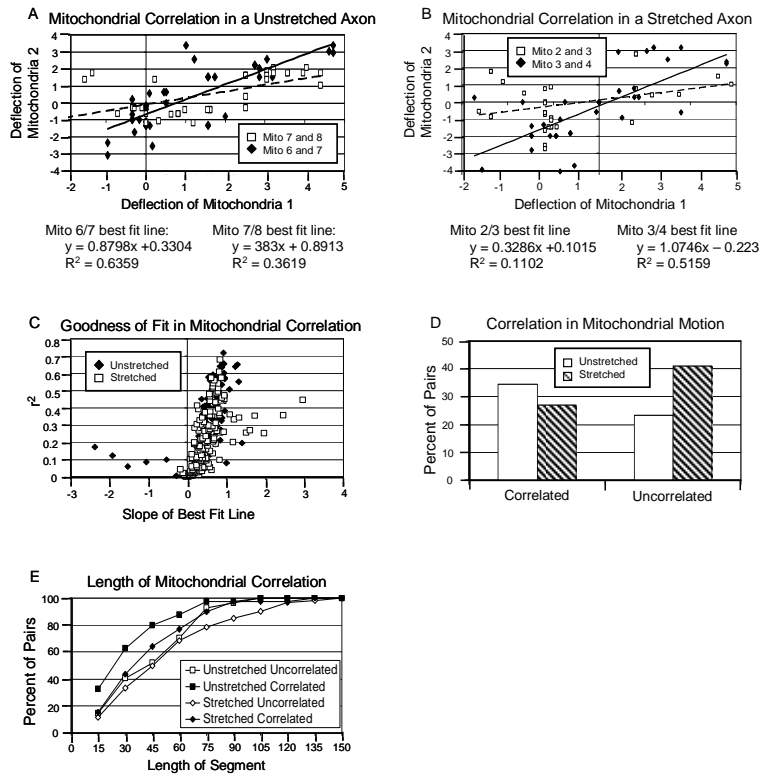 A
Mitochondrial Correlation in a Unstretched Axon
Deflection of
Mitochondria 2
4
3
2
1
0
-1
-2
-3
-4
Mito 7 and 8
Mito 6 and 7
-2 -1 0 1 2 3 4 5
Deflection of Mitochondria 1
Mito 6/7 best fit line:
y = 0.8798x +0.3304
R² = 0.6359
Mito 7/8 best fit line:
y = 383x + 0.8913
R² = 0.3619
B
Mitochondrial Correlation in a Stretched Axon
Deflection of
Mitochondria 2
4
3
2
1
0
-1
-2
-3
-4
Mito 2 and 3
Mito 3 and 4
-2 -1 0 1 2 3 4 5
Deflection of Mitochondria 1
Mito 2/3 best fit line
y = 0.3286x +0.1015
R² = 0.1102
Mito 3/4 best fit line
y = 1.0746x – 0.223
R² = 0.5159
C
Goodness of Fit in Mitochondrial Correlation
r²
0.8
0.7
0.6
0.5
0.4
0.3
0.2
0.1
0
Unstretched
Stretched
-3 -2 -1 0 1 2 3 4
Slope of Best Fit Line
D
Correlation in Mitochondrial Motion
Percent of Pairs
50
40
30
20
10
0
Unstretched
Stretched
Correlated Uncorrelated
E
Length of Mitochondrial Correlation
Percent of Pairs
100
80
60
40
20
0
Unstretched Uncorrelated
Unstretched Correlated
Stretched Uncorrelated
Stretched Correlated
0 15 30 45 60 75 90 105 120 135 150
Length of Segment